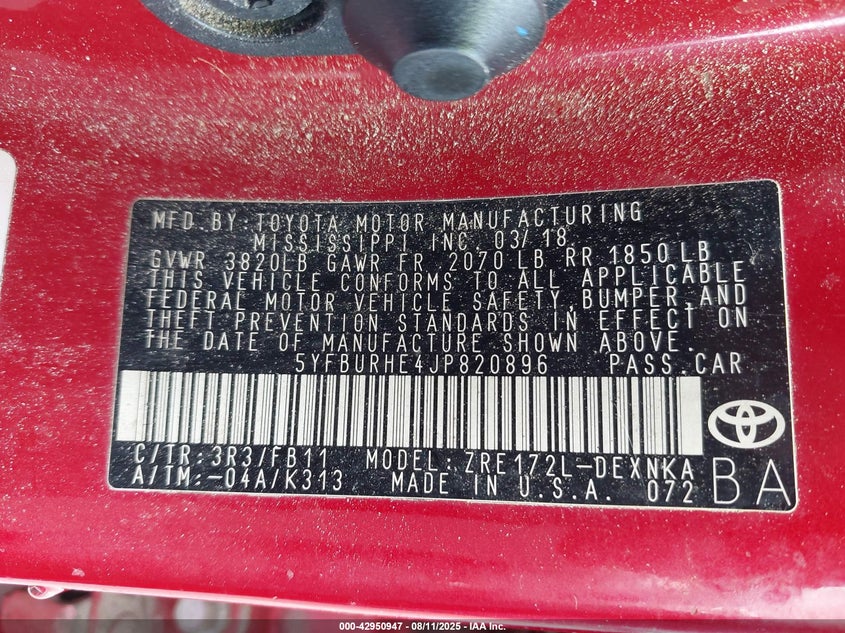 MFD.BY:TOYOTA MOTOR MANUFACTURING
MISSISSIPPI INC. 03/18
GVWR 3820LB GAWR FR 2070 LB RR 1850 LB
THIS VEHICLE CONFORMS TO ALL APPLICABLE
FEDERAL MOTOR VEHICLE SAFETY,BUMPER,AND
THEFT PREVENTION STANDARDS IN EFFECT ON
THE DATE OF MANUFACTURE SHOWN ABOVE.
5YFBURHE4JP820896 PASS.CAR
C/TR:3R3/FB11 MODEL:ZRE172L-DEXNKA
A/TM:-04A/K313 MADE IN U.S.A. 072
BA
000-42950947 - 08/11/2025 - IAA Inc.